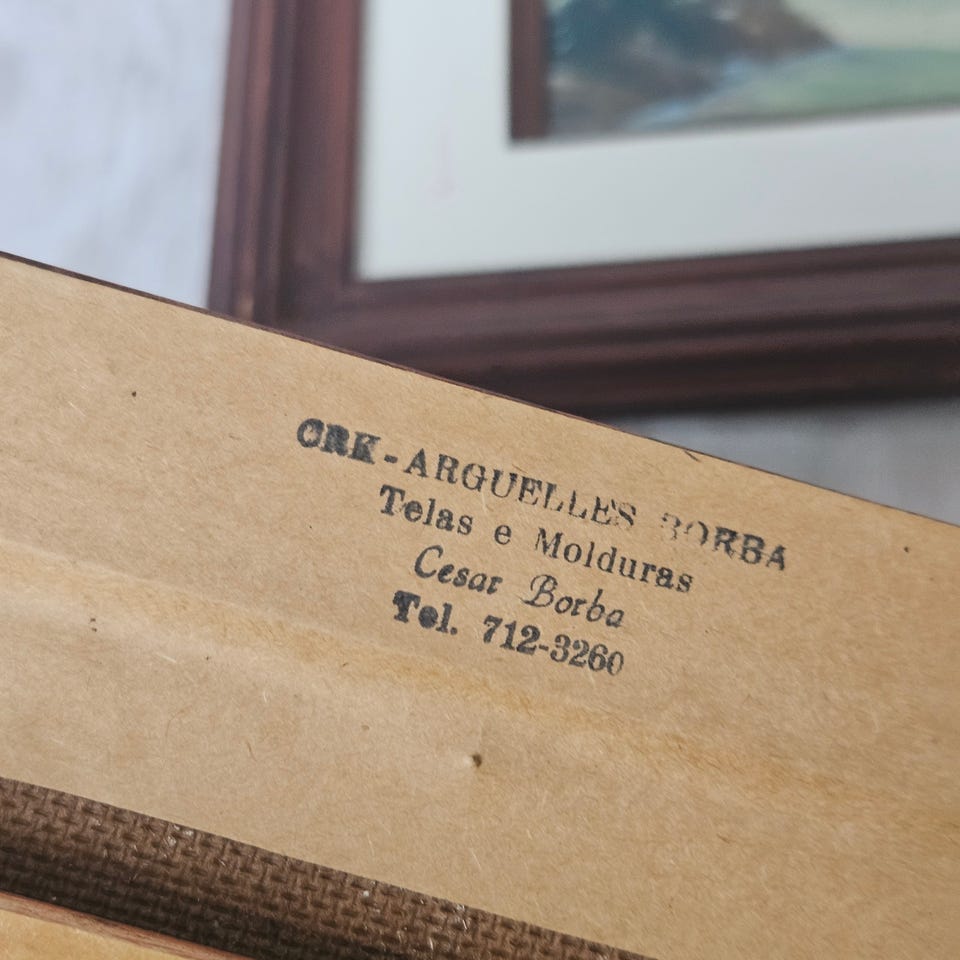 CRK-ARGUELLES BORBA
Telas e Molduras
Cesar Borba
Tel. 712-3260